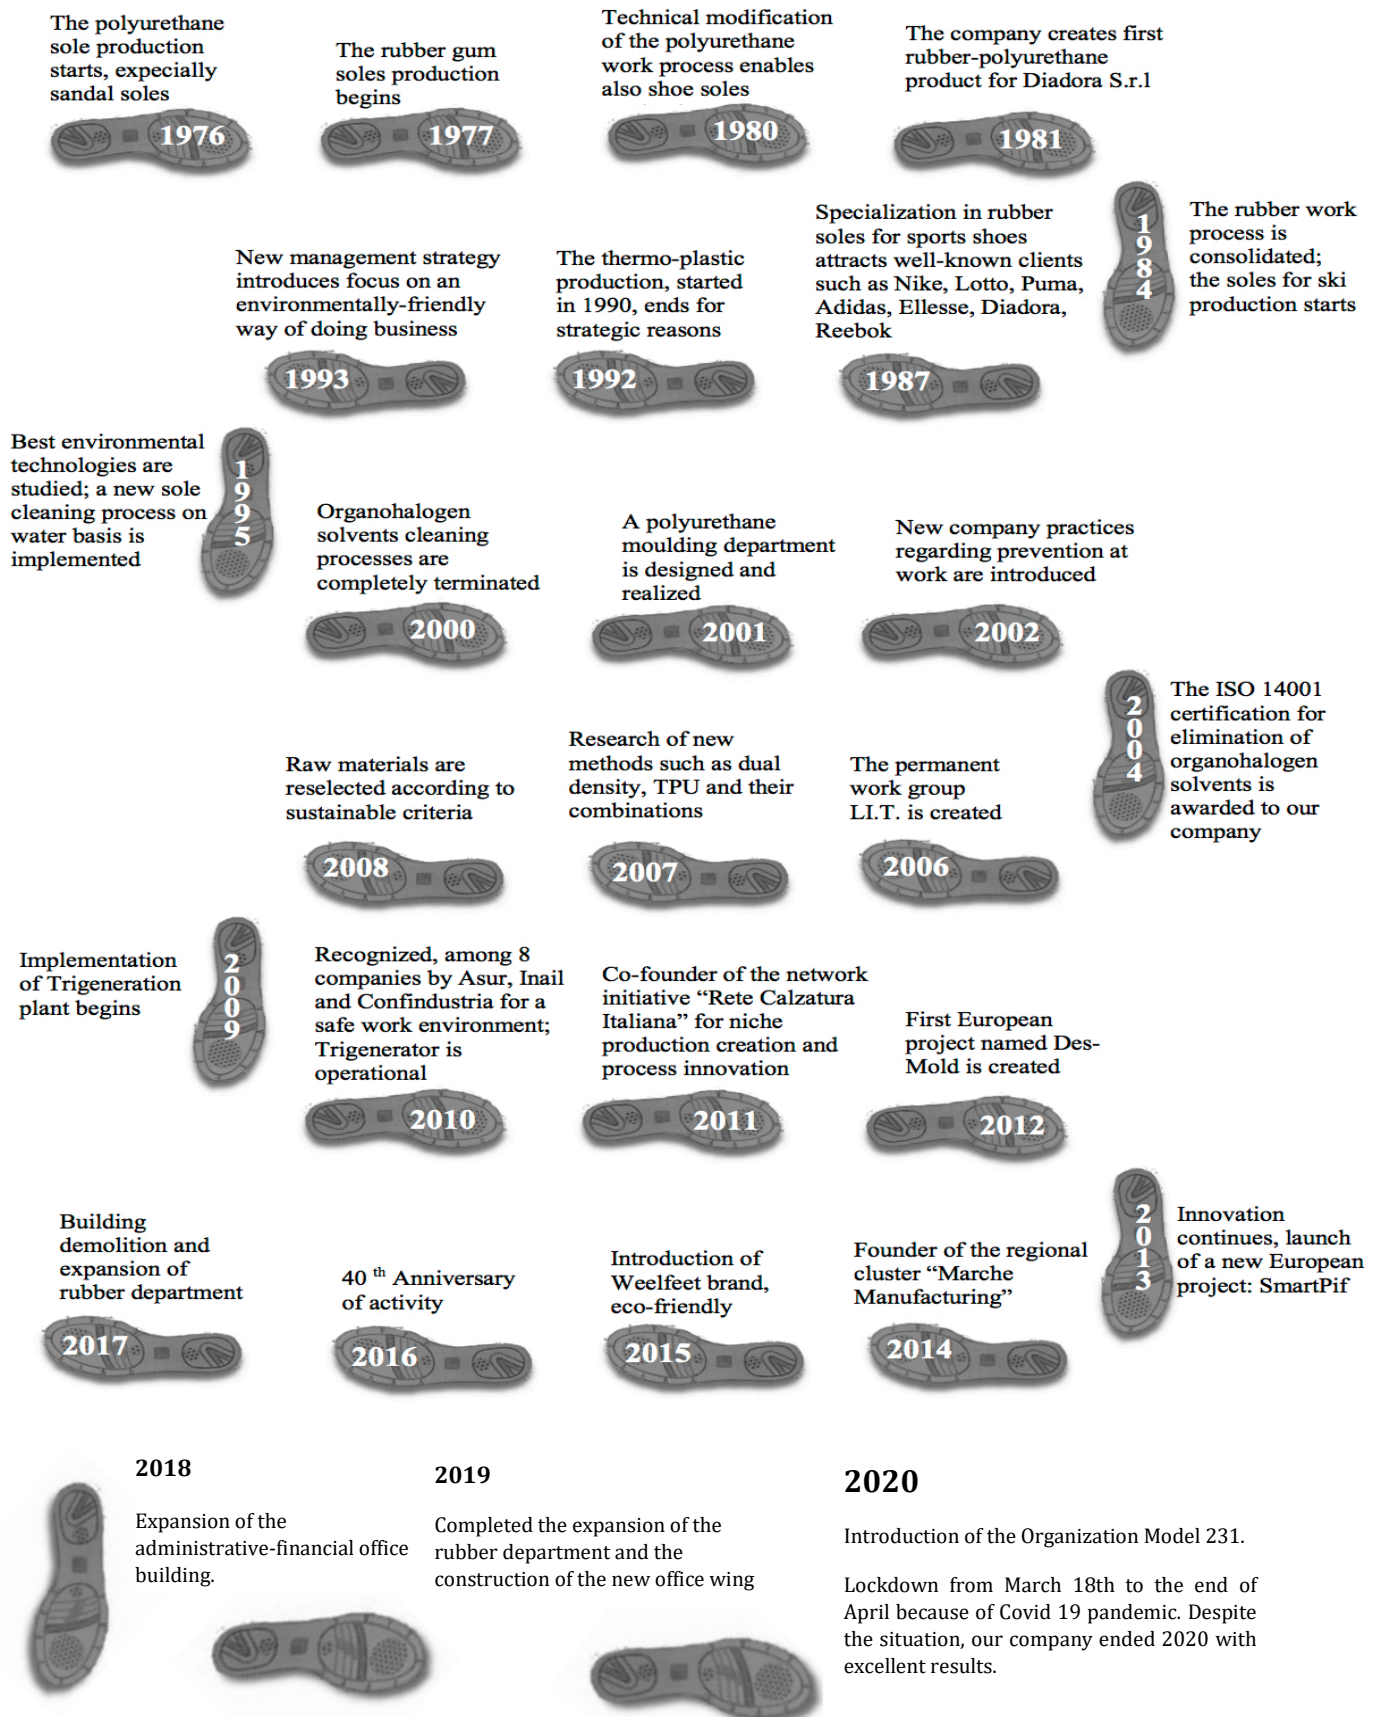 The polyurethane
sole production
starts, expecially
sandal soles
1976
The rubber gum
soles production
begins
1977
Technical modification
of the polyurethane
work process enables
also shoe soles
1980
The company creates first
rubber-polyurethane
product for Diadora S.r.l
1981
1984
The rubber work
process is
consolidated;
the soles for ski
production starts
Specialization in rubber
soles for sports shoes
attracts well-known clients
such as Nike, Lotto, Puma,
Adidas, Ellesse, Diadora,
Reebok
1987
The thermo-plastic
production, started
in 1990, ends for
strategic reasons
1992
New management strategy
introduces focus on an
environmentally-friendly
way of doing business
1993
Best environmental
technologies are
studied; a new sole
cleaning process on
water basis is
implemented
1995
Organohalogen
solvents cleaning
processes are
completely terminated
2000
A polyurethane
moulding department
is designed and
realized
2001
New company practices
regarding prevention at
work are introduced
2002
2004
The ISO 14001
certification for
elimination of
organohalogen
solvents is
awarded to our
company
The permanent
work group
LI.T. is created
2006
Research of new
methods such as dual
density, TPU and their
combinations
2007
Raw materials are
reselected according to
sustainable criteria
2008
Implementation
of Trigeneration
plant begins
2009
Recognized, among 8
companies by Asur, Inail
and Confindustria for a
safe work environment;
Trigenerator is
operational
2010
Co-founder of the network
initiative “Rete Calzatura
Italiana” for niche
production creation and
process innovation
2011
First European
project named Des-
Mold is created
2012
2013
Innovation
continues, launch
of a new European
project: SmartPif
Founder of the regional
cluster “Marche
Manufacturing”
2014
Introduction of
Weelfeet brand,
eco-friendly
2015
40 th Anniversary
of activity
2016
Building
demolition and
expansion of
rubber department
2017
2018
Expansion of the
administrative-financial office
building.
2019
Completed the expansion of the
rubber department and the
construction of the new office wing
2020
Introduction of the Organization Model 231.
Lockdown from March 18th to the end of
April because of Covid 19 pandemic. Despite
the situation, our company ended 2020 with
excellent results.